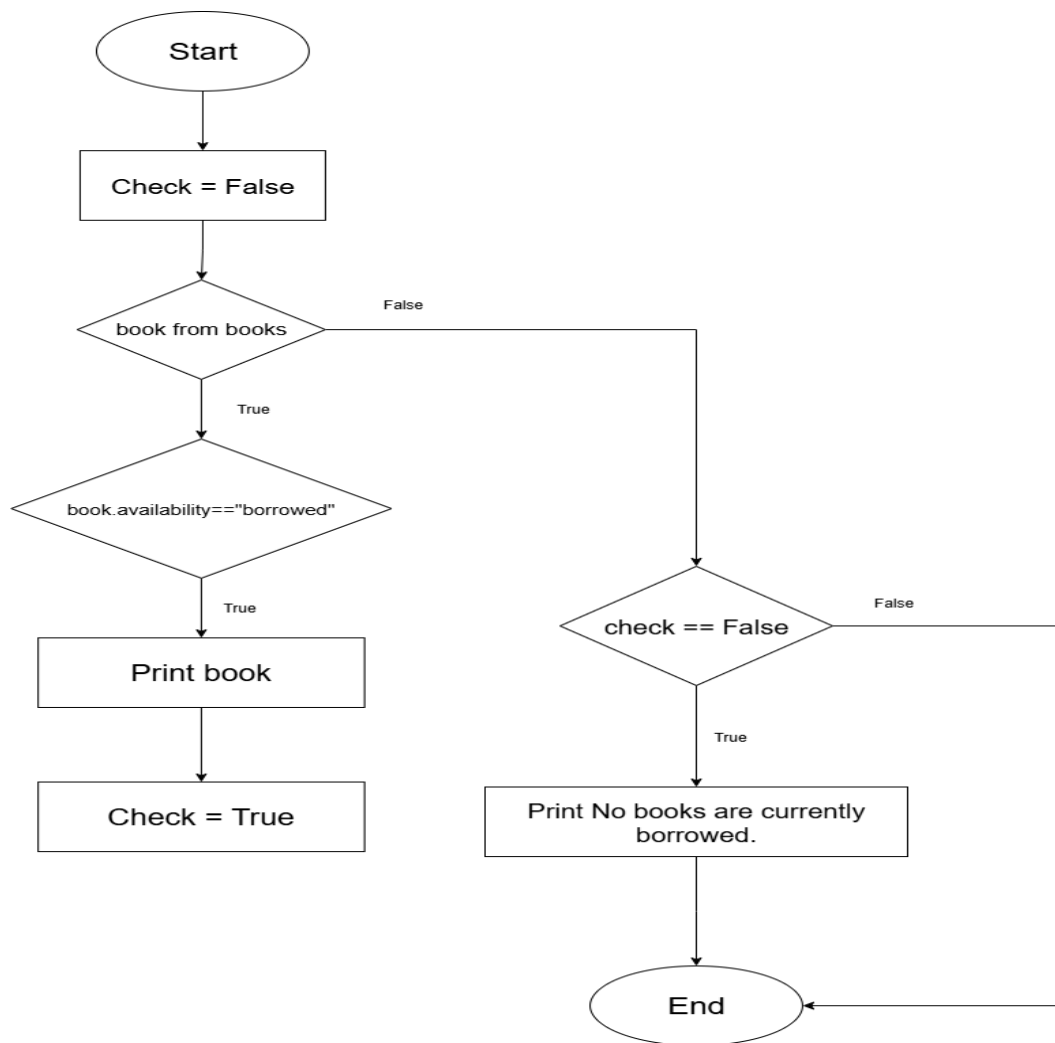 Start
Check = False
book from books
False
True
book.availability=="borrowed"
True
Print book
Check = True
check == False
False
True
Print No books are currently
borrowed.
End